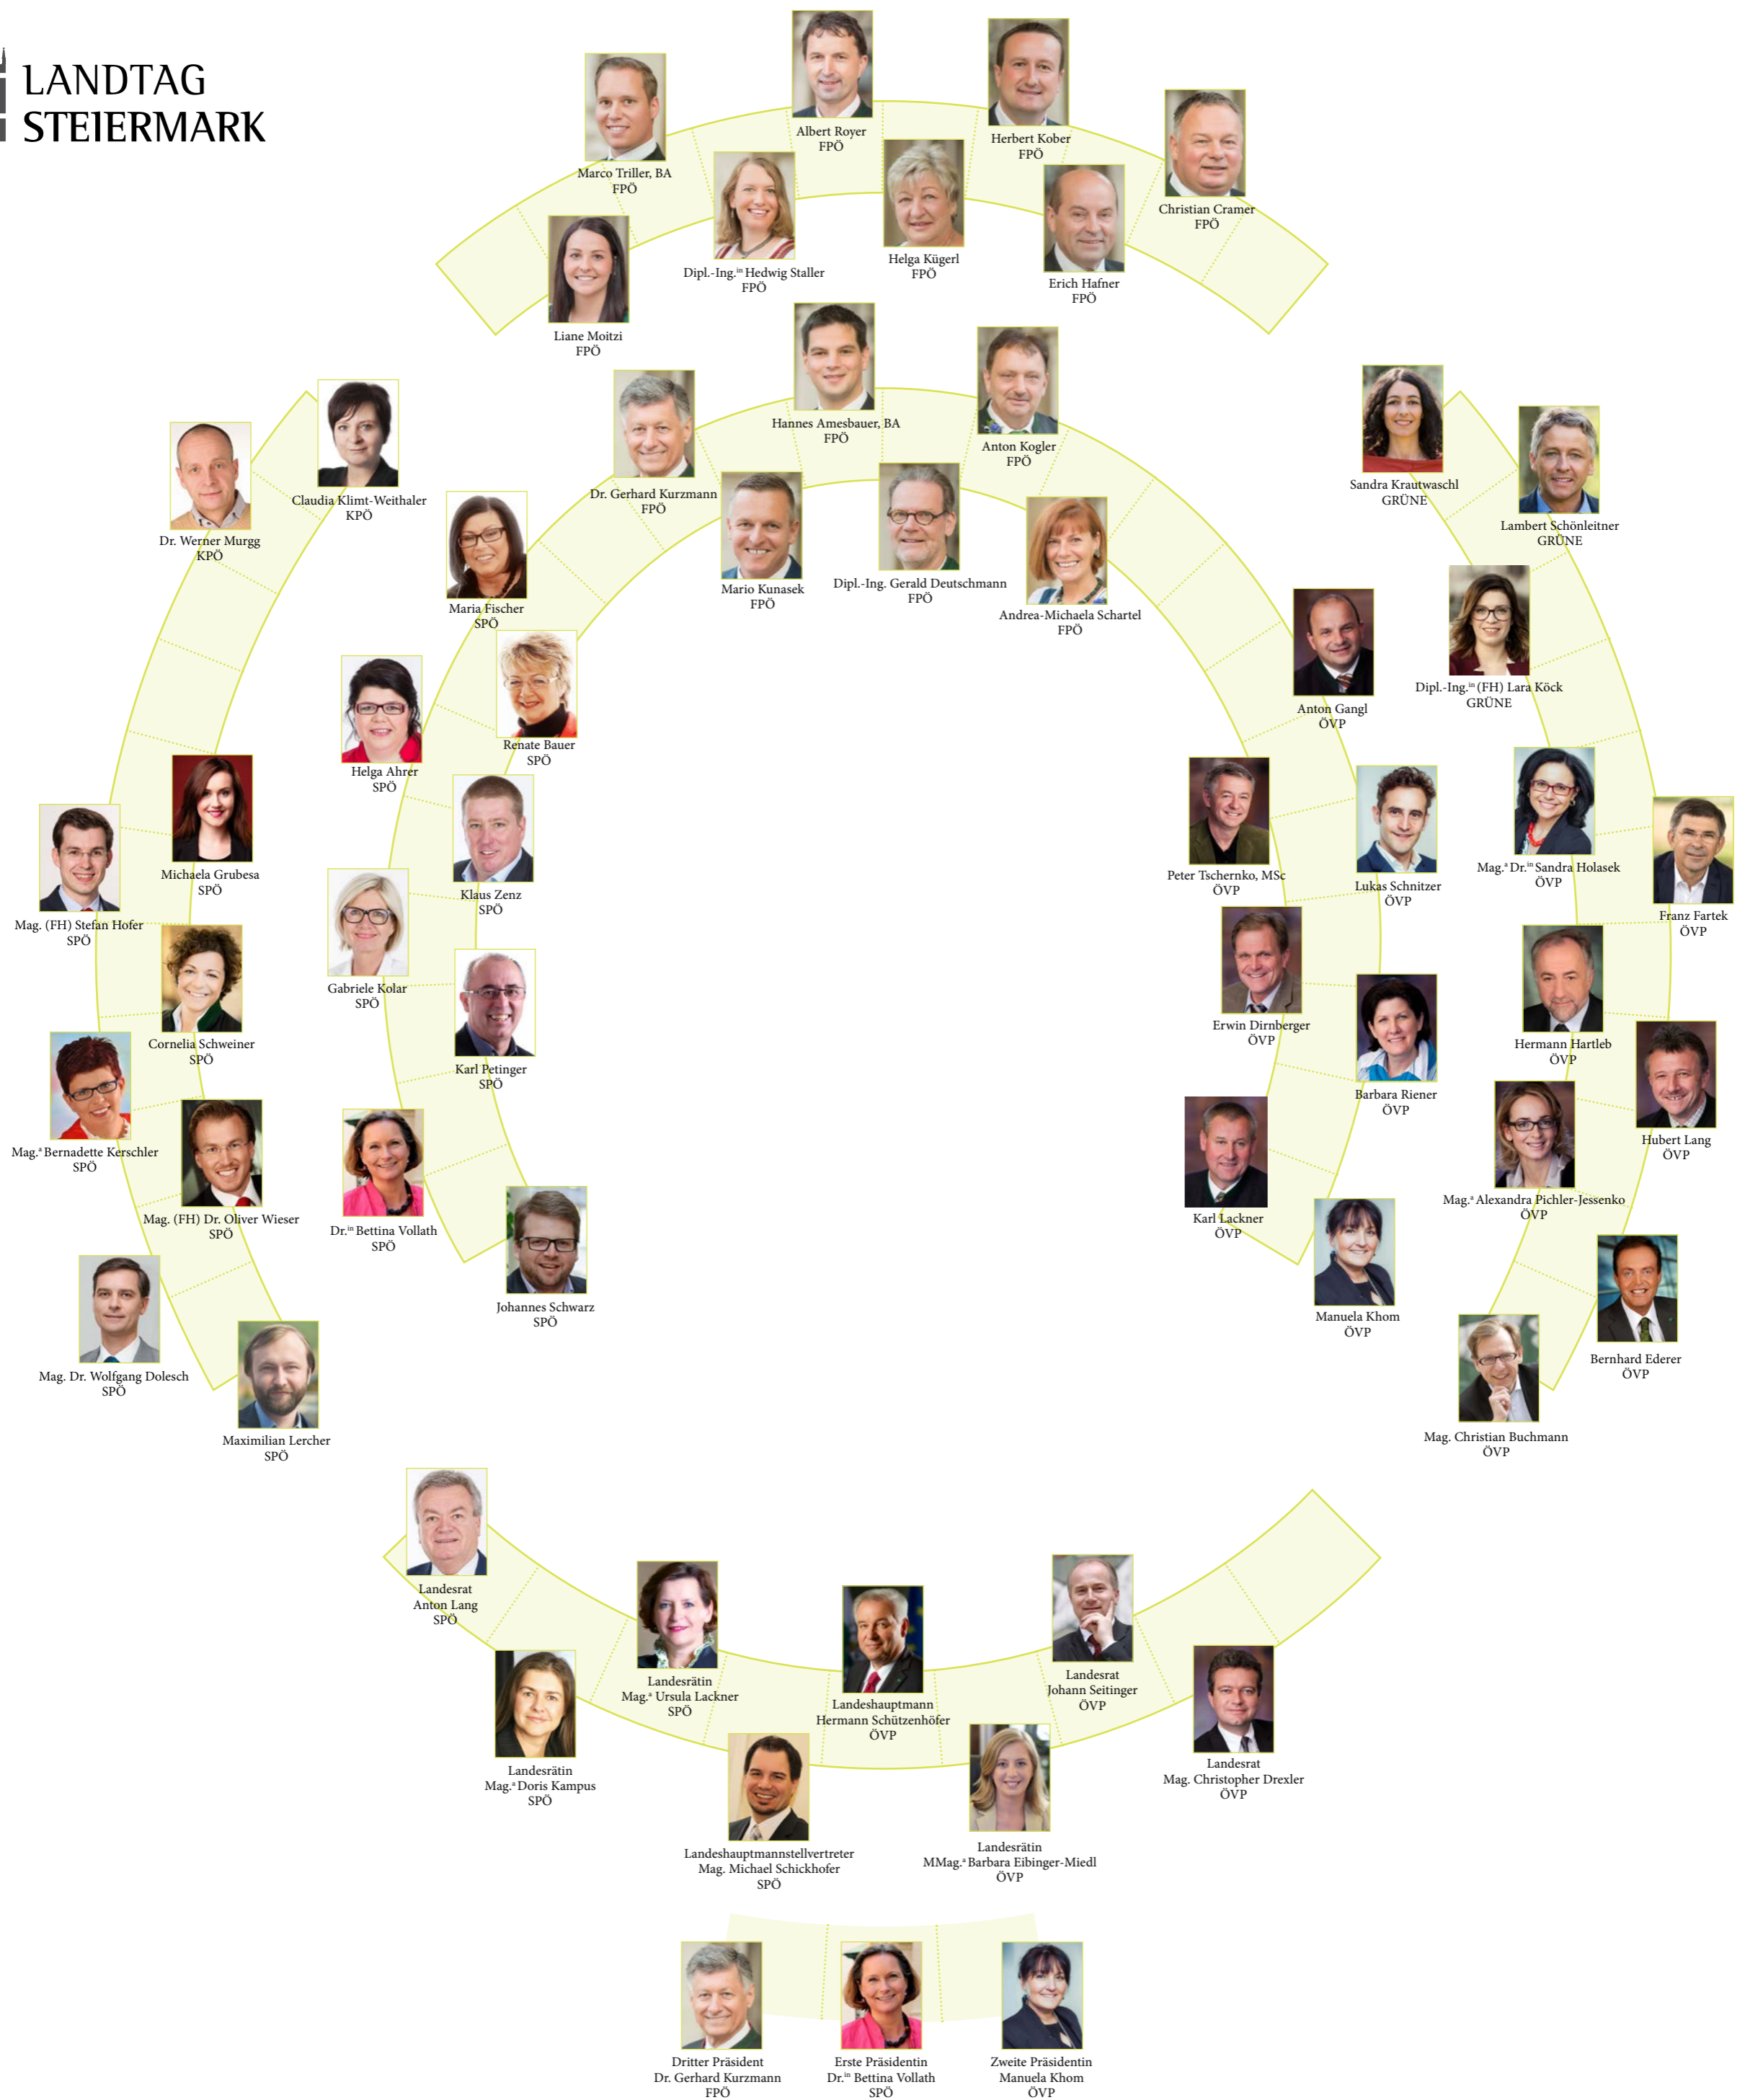 LANDTAG
STEIERMARK
Albert Royer
FPÖ
Herbert Kober
FPÖ
Marco Triller, BA
FPÖ
Christian Cramer
FPÖ
Dipl.-Ing.in Hedwig Staller
FPÖ
Helga Kügerl
FPÖ
Erich Hafner
FPÖ
Liane Moitzi
FPÖ
Hannes Amesbauer, BA
FPÖ
Anton Kogler
FPÖ
Dr. Gerhard Kurzmann
FPÖ
Mario Kunasek
FPÖ
Dipl.-Ing. Gerald Deutschmann
FPÖ
Andrea-Michaela Schartel
FPÖ
Claudia Klimt-Weithaler
KPÖ
Dr. Werner Murgg
KPÖ
Sandra Krautwaschl
GRÜNE
Lambert Schönleitner
GRÜNE
Dipl.-Ing.in (FH) Lara Köck
GRÜNE
Maria Fischer
SPÖ
Renate Bauer
SPÖ
Helga Ahrer
SPÖ
Klaus Zenz
SPÖ
Gabriele Kolar
SPÖ
Karl Petinger
SPÖ
Dr.in Bettina Vollath
SPÖ
Johannes Schwarz
SPÖ
Michaela Grubesa
SPÖ
Mag. (FH) Stefan Hofer
SPÖ
Cornelia Schweiner
SPÖ
Mag.a Bernadette Kerschler
SPÖ
Mag. (FH) Dr. Oliver Wieser
SPÖ
Mag. Dr. Wolfgang Dolesch
SPÖ
Maximilian Lercher
SPÖ
Anton Gangl
ÖVP
Peter Tschernko, MSc
ÖVP
Lukas Schnitzer
ÖVP
Erwin Dirnberger
ÖVP
Barbara Riener
ÖVP
Karl Lackner
ÖVP
Manuela Khom
ÖVP
Mag.a Dr.in Sandra Holasek
ÖVP
Franz Fartek
ÖVP
Hermann Hartleb
ÖVP
Hubert Lang
ÖVP
Mag.a Alexandra Pichler-Jessenko
ÖVP
Bernhard Ederer
ÖVP
Mag. Christian Buchmann
ÖVP
Landesrat
Anton Lang
SPÖ
Landesrätin
Mag.a Doris Kampus
SPÖ
Landesrätin
Mag.a Ursula Lackner
SPÖ
Landeshauptmannstellvertreter
Mag. Michael Schickhofer
SPÖ
Landeshauptmann
Hermann Schützenhöfer
ÖVP
Landesrätin
MMag.a Barbara Eibinger-Miedl
ÖVP
Landesrat
Johann Seitinger
ÖVP
Landesrat
Mag. Christopher Drexler
ÖVP
Dritter Präsident
Dr. Gerhard Kurzmann
FPÖ
Erste Präsidentin
Dr.in Bettina Vollath
SPÖ
Zweite Präsidentin
Manuela Khom
ÖVP